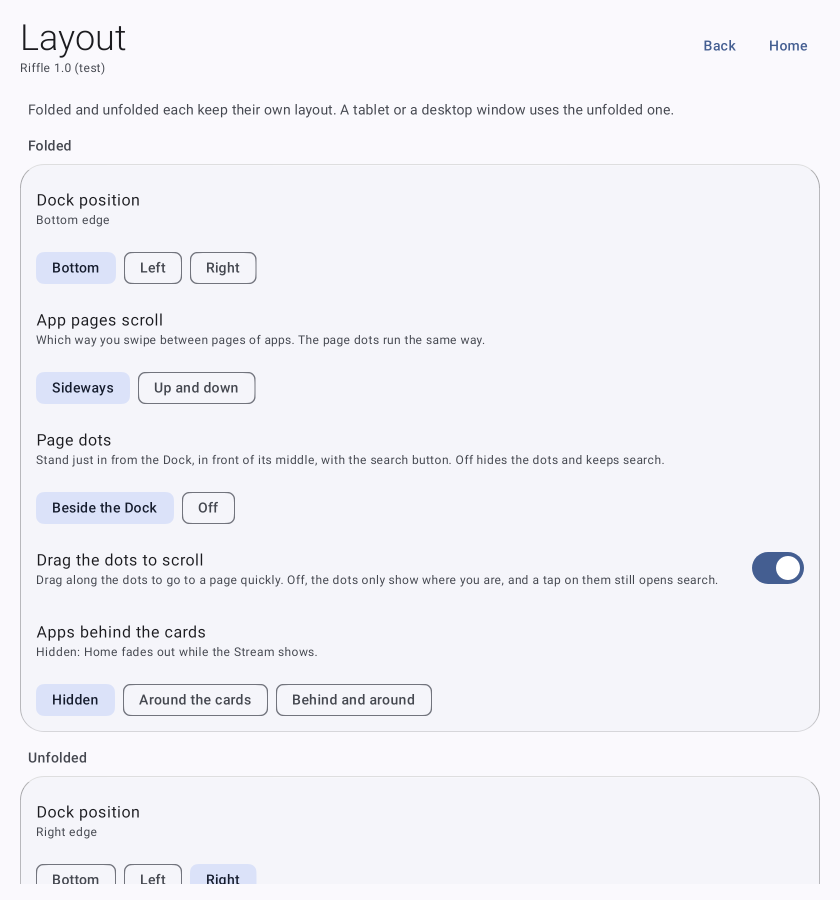 Layout
Riffle 1.0 (test)
Back
Home
Folded and unfolded each keep their own layout. A tablet or a desktop window uses the unfolded one.
Folded
Dock position
Bottom edge
Bottom
Left
Right
App pages scroll
Which way you swipe between pages of apps. The page dots run the same way.
Sideways
Up and down
Page dots
Stand just in from the Dock, in front of its middle, with the search button. Off hides the dots and keeps search.
Beside the Dock
Off
Drag the dots to scroll
Drag along the dots to go to a page quickly. Off, the dots only show where you are, and a tap on them still opens search.
Apps behind the cards
Hidden: Home fades out while the Stream shows.
Hidden
Around the cards
Behind and around
Unfolded
Dock position
Right edge
Bottom
Left
Right